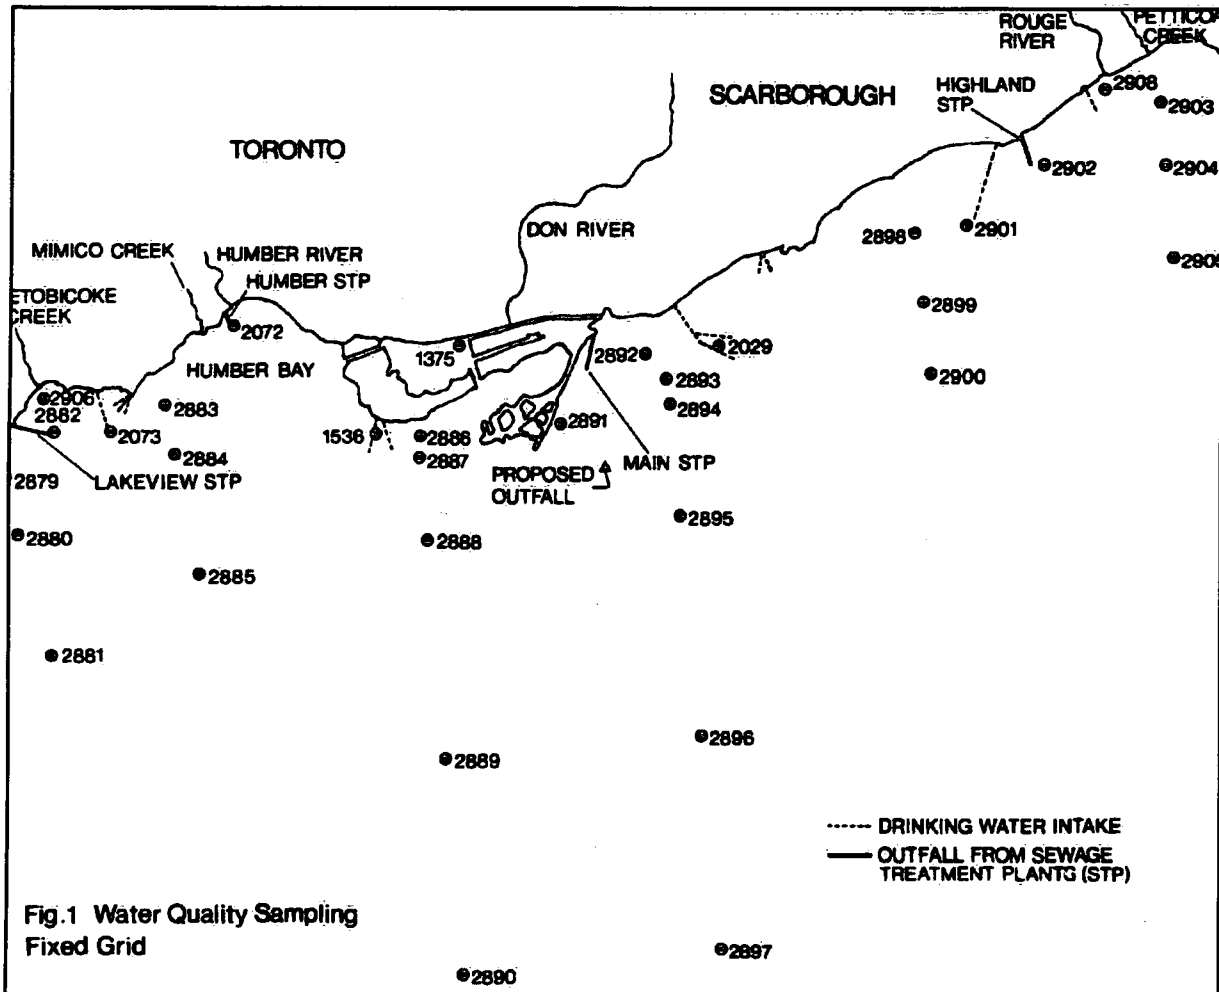 ROUGE
RIVER
CREEK
HIGHLAND
STP
2908
2903
SCARBOROUGH
TORONTO
2902
2904
DON RIVER
2901
2898
MIMICO CREEK
HUMBER RIVER
HUMBER STP
2899
ETOBICOKE
CREEK
2072
1375
2892
2029
HUMBER BAY
2893
2900
2906
2883
2894
2882
2073
1536
2886
2891
2884
2887
MAIN STP
PROPOSED
OUTFALL
LAKEVIEW STP
2879
2895
2880
2888
2885
2881
2896
2889
DRINKING WATER INTAKE
OUTFALL FROM SEWAGE
TREATMENT PLANTS (STP)
Fig.1 Water Quality Sampling
Fixed Grid
2897
2890